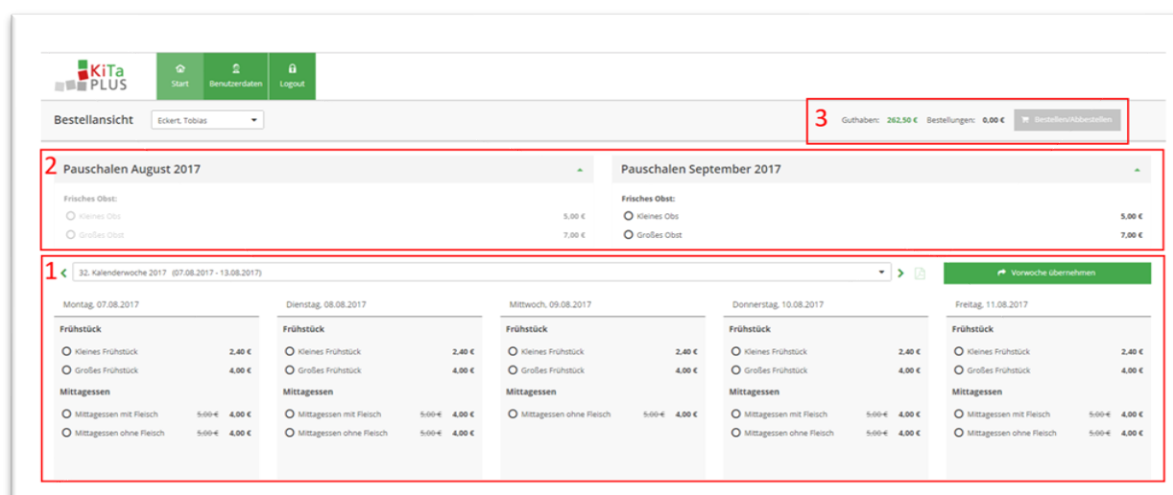 KiTa
PLUS
Start Benutzerdaten Logout
Bestellansicht Eckert, Tobias 3 Guthaben: 262,50 € Bestellungen: 0,00 € Bestellen/Abbestellen
2 Pauschalen August 2017 Pauschalen September 2017
Frisches Obst: Frisches Obst:
Kleines Obs 5,00 € Kleines Obs 5,00 €
Großes Obst 7,00 € Großes Obst 7,00 €
1 32. Kalenderwoche 2017 (07.08.2017 - 13.08.2017) Vorwoche übernehmen
Montag, 07.08.2017 Dienstag, 08.08.2017 Mittwoch, 09.08.2017 Donnerstag, 10.08.2017 Freitag, 11.08.2017
Frühstück Frühstück Frühstück Frühstück Frühstück
Kleines Frühstück 2,40 € Kleines Frühstück 2,40 € Kleines Frühstück 2,40 € Kleines Frühstück 2,40 € Kleines Frühstück 2,40 €
Großes Frühstück 4,00 € Großes Frühstück 4,00 € Großes Frühstück 4,00 € Großes Frühstück 4,00 € Großes Frühstück 4,00 €
Mittagessen Mittagessen Mittagessen Mittagessen Mittagessen
Mittagessen mit Fleisch 5,00 € 4,00 € Mittagessen mit Fleisch 5,00 € 4,00 € Mittagessen ohne Fleisch 5,00 € 4,00 € Mittagessen mit Fleisch 5,00 € 4,00 € Mittagessen mit Fleisch 5,00 € 4,00 €
Mittagessen ohne Fleisch 5,00 € 4,00 € Mittagessen ohne Fleisch 5,00 € 4,00 € Mittagessen ohne Fleisch 5,00 € 4,00 € Mittagessen ohne Fleisch 5,00 € 4,00 €